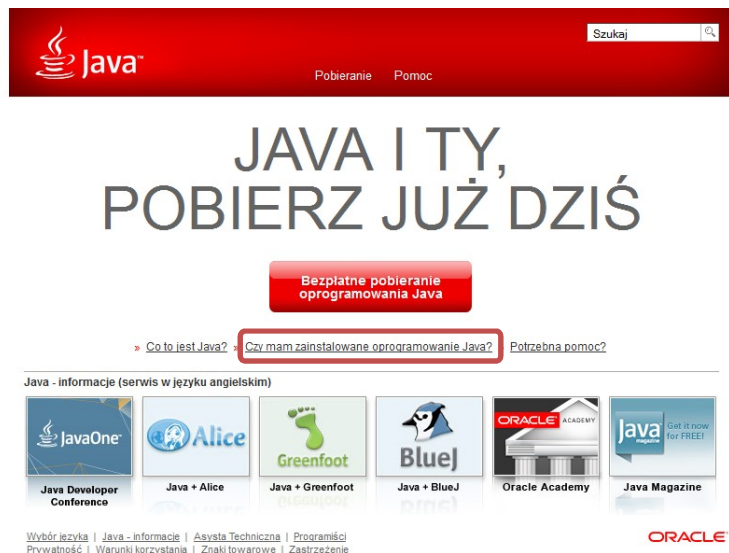 Java™
Szukaj
Pobieranie Pomoc
JAVA I TY,
POBIERZ JUŻ DZIŚ
Bezpłatne pobieranie
oprogramowania Java
» Co to jest Java? » Czy mam zainstalowane oprogramowanie Java? Potrzebna pomoc?
Java - informacje (serwis w języku angielskim)
JavaOne™ Alice Greenfoot BlueJ ORACLE ACADEMY Java magazine Get it now for FREE!
Java Developer Conference Java + Alice Java + Greenfoot Java + BlueJ Oracle Academy Java Magazine
Wybór języka | Java - informacje | Asysta Techniczna | Programiści
Prywatność | Warunki korzystania | Znaki towarowe | Zastrzeżenie
ORACLE